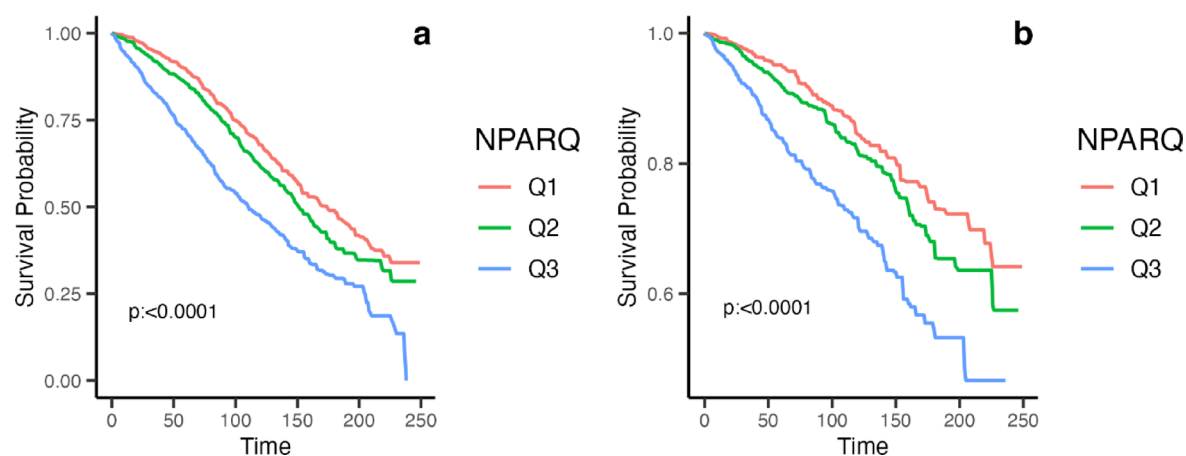 a
Survival Probability
1.00
0.75
0.50
0.25
0.00
p:<0.0001
0 50 100 150 200 250
Time
NPARQ
Q1
Q2
Q3
b
Survival Probability
1.0
0.8
0.6
p:<0.0001
0 50 100 150 200 250
Time
NPARQ
Q1
Q2
Q3